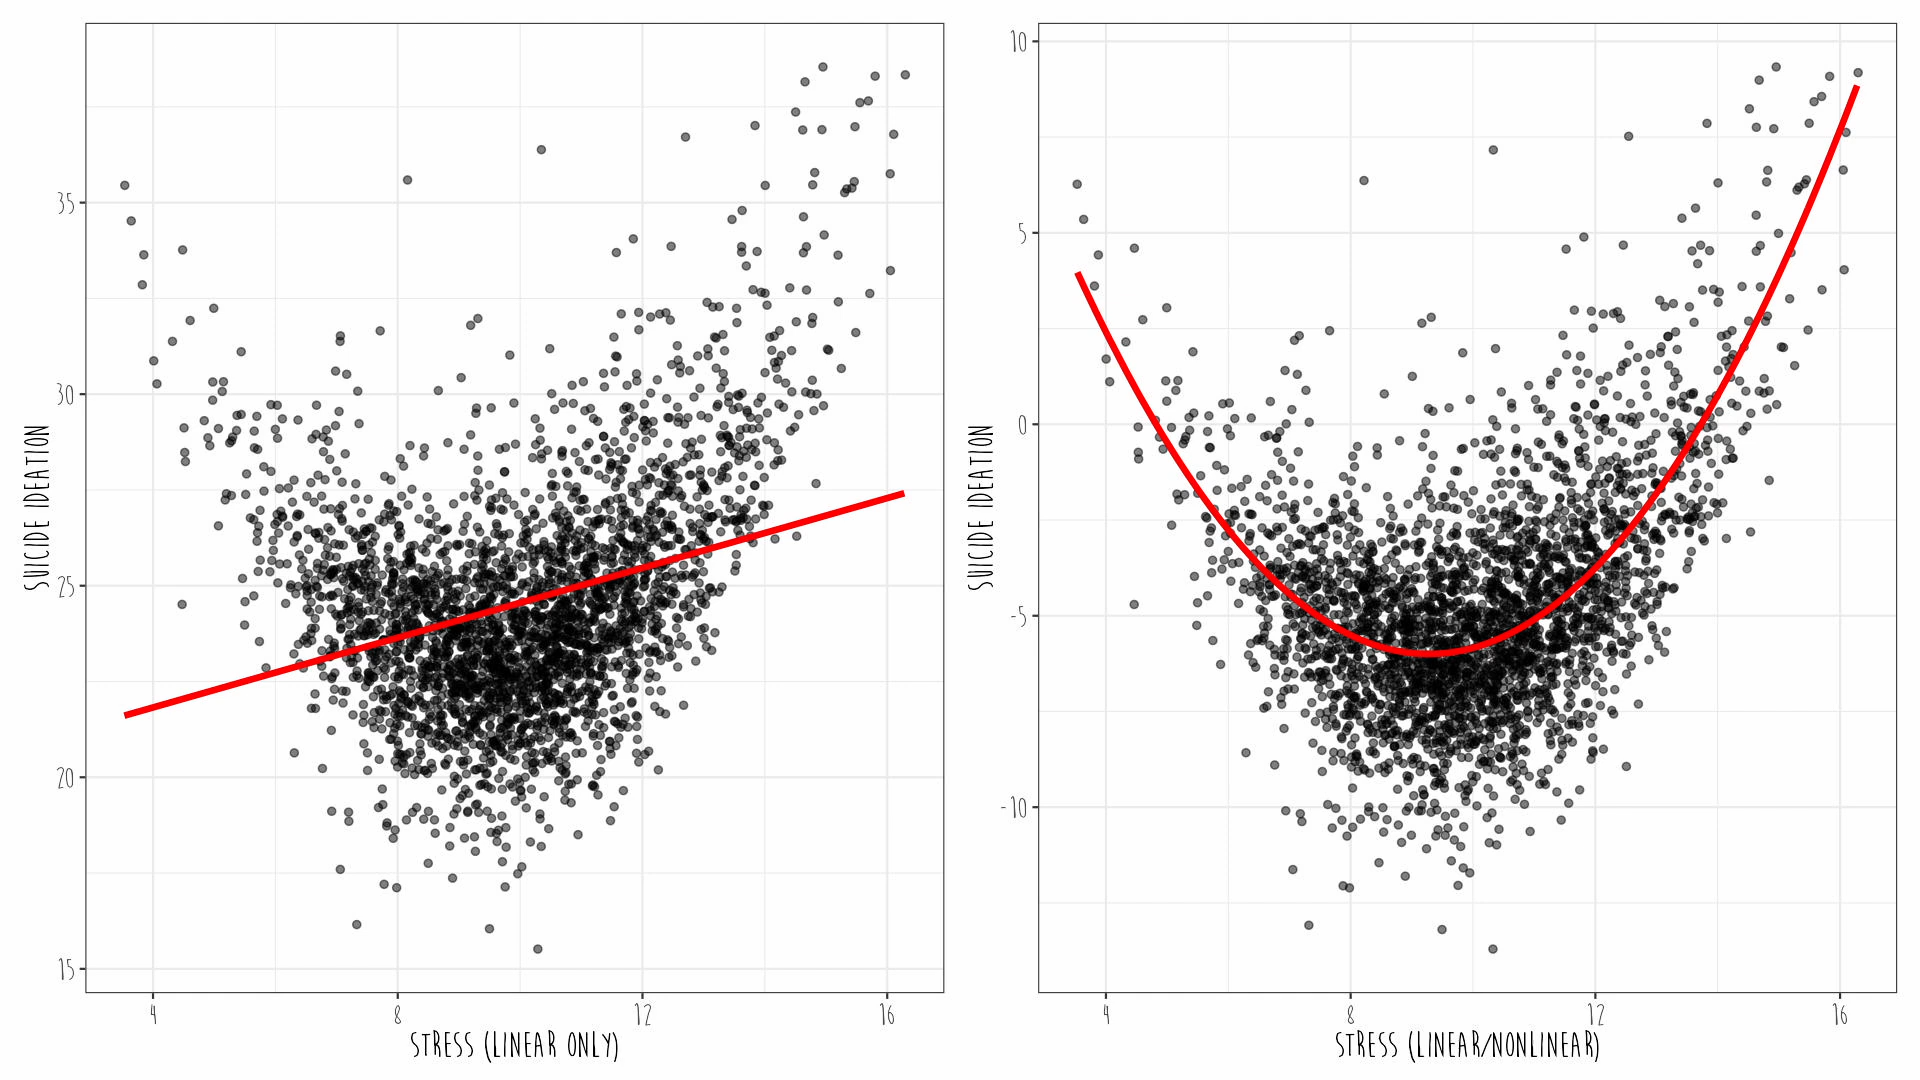 SUICIDE IDEATION
35
30
25
20
15
4 8 12 16
STRESS (LINEAR ONLY)
SUICIDE IDEATION
10
5
0
-5
-10
4 8 12 16
STRESS (LINEAR/NONLINEAR)